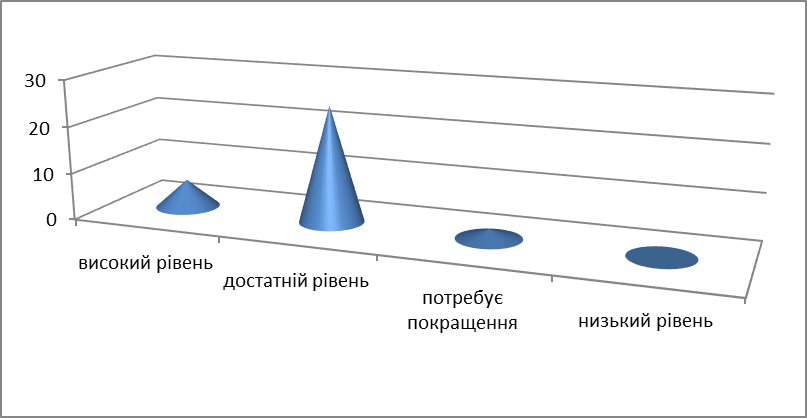 30
20
10
0
високий рівень
достатній рівень
потребує
покращення
низький рівень